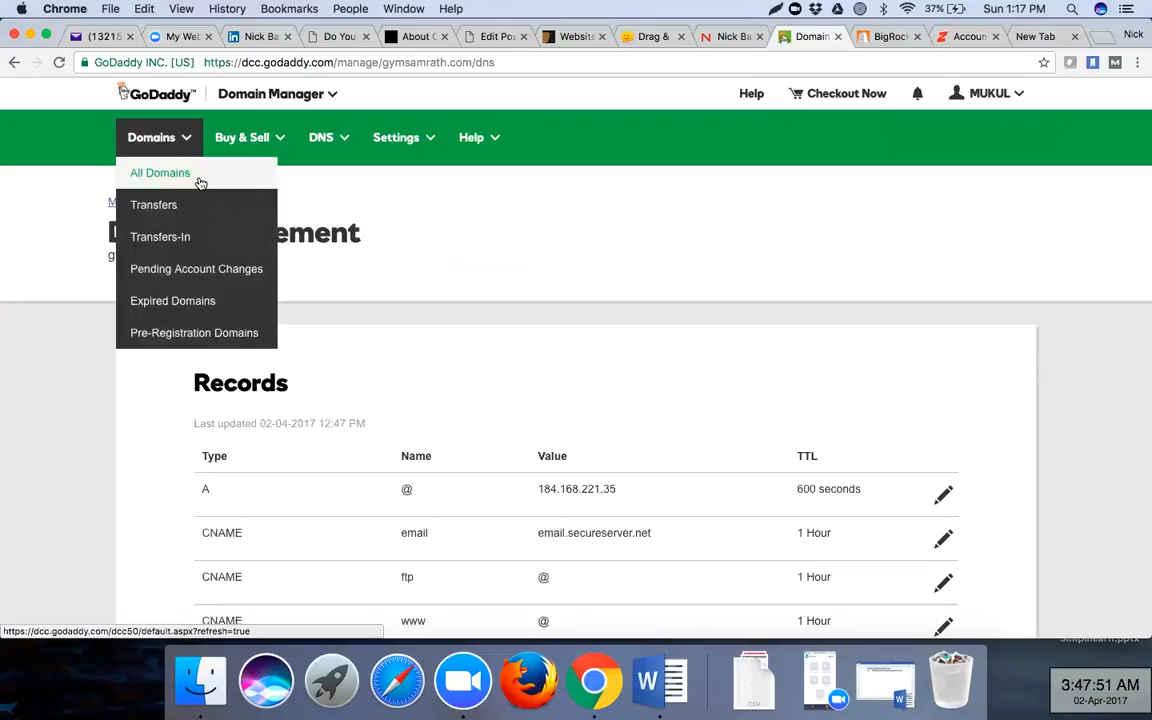 Chrome File Edit View History Bookmarks People Window Help 37% Sun 1:17 PM
(13215 My Web Nick Ba Do You About C Edit Pos Website Drag & Nick Ba Domain BigRock Accoun New Tab Nick
GoDaddy INC. [US] https://dcc.godaddy.com/manage/gymsamrath.com/dns
GoDaddy Domain Manager Help Checkout Now MUKUL
Domains Buy & Sell DNS Settings Help
All Domains
Transfers
ement
Transfers-In
Pending Account Changes
Expired Domains
Pre-Registration Domains
Records
Last updated 02-04-2017 12:47 PM
Type Name Value TTL
A @ 184.168.221.35 600 seconds
CNAME email email.secureserver.net 1 Hour
CNAME ftp @ 1 Hour
CNAME www @ 1 Hour
https://dcc.godaddy.com/dcc50/default.aspx?refresh=true
Simplilearn.pptx
CSV
3:47:51 AM
02-Apr-2017